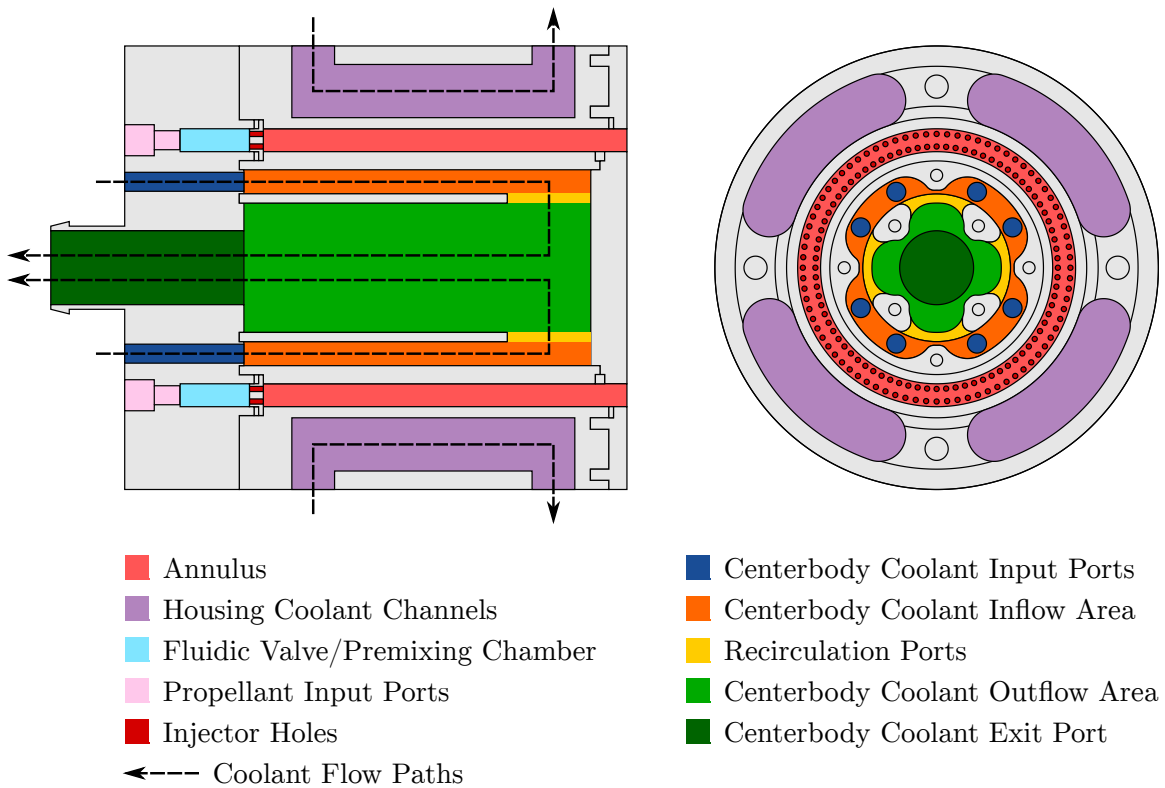 Annulus
Housing Coolant Channels
Fluidic Valve/Premixing Chamber
Propellant Input Ports
Injector Holes
Coolant Flow Paths
Centerbody Coolant Input Ports
Centerbody Coolant Inflow Area
Recirculation Ports
Centerbody Coolant Outflow Area
Centerbody Coolant Exit Port